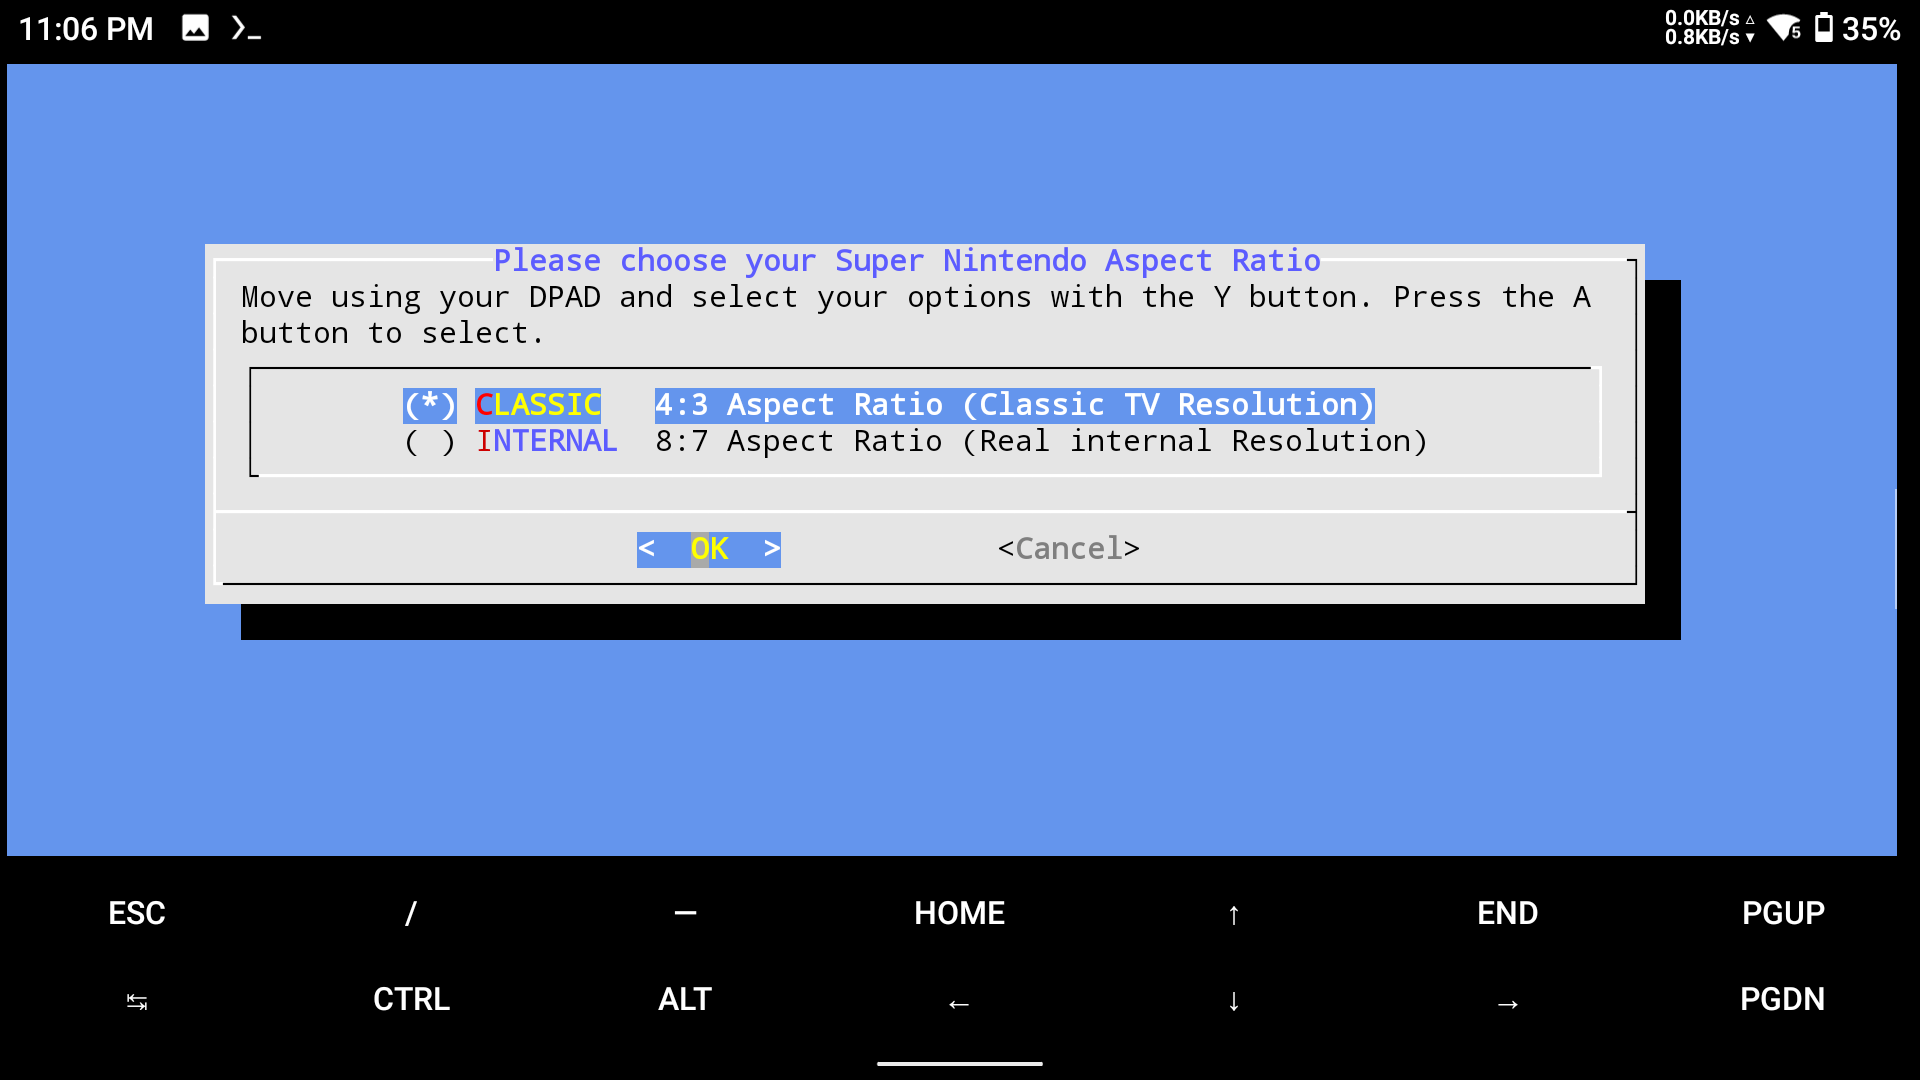 11:06 PM
0.0KB/s
0.8KB/s
5
35%
Please choose your Super Nintendo Aspect Ratio
Move using your DPAD and select your options with the Y button. Press the A
button to select.
(*) CLASSIC 4:3 Aspect Ratio (Classic TV Resolution)
( ) INTERNAL 8:7 Aspect Ratio (Real internal Resolution)
< OK > <Cancel>
ESC / — HOME ↑ END PGUP
↹ CTRL ALT ← ↓ → PGDN